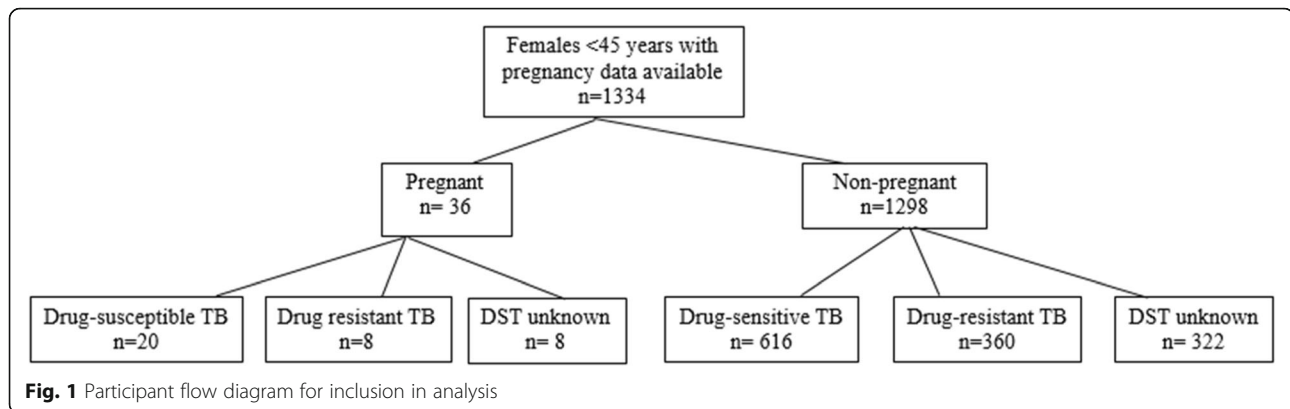 Females <45 years with
pregnancy data available
n=1334
Pregnant
n= 36
Non-pregnant
n=1298
Drug-susceptible TB
n=20
Drug resistant TB
n=8
DST unknown
n= 8
Drug-sensitive TB
n= 616
Drug-resistant TB
n=360
DST unknown
n= 322
Fig. 1 Participant flow diagram for inclusion in analysis